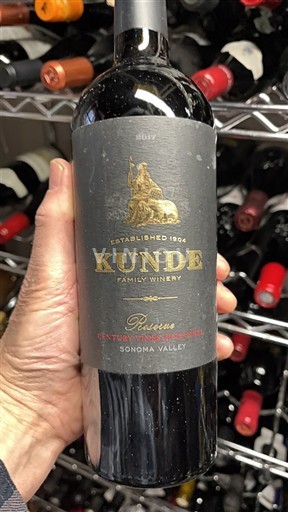 2017
ESTABLISHED 1904
KUNDE
FAMILY WINERY
Reserve
CENTURY VINES ZINFANDEL
SONOMA VALLEY